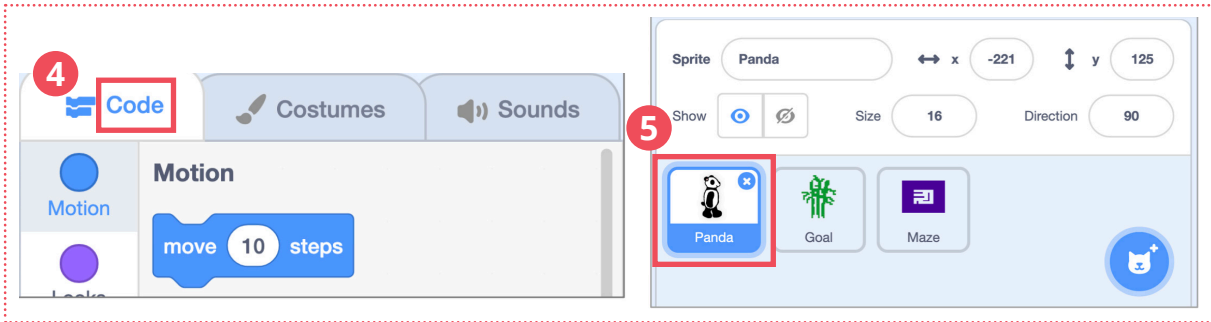 4
Code
Costumes
Sounds
Motion
Motion
move 10 steps
Looks
Sprite Panda x -221 y 125
5
Show Size 16 Direction 90
Panda
Goal
Maze